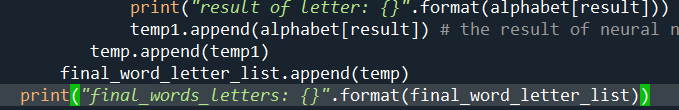 print("result of letter: {}".format(alphabet[result]))
temp1.append(alphabet[result]) # the result of neural n
temp.append(temp1)
final_word_letter_list.append(temp)
print("final_words_letters: {}".format(final_word_letter_list))